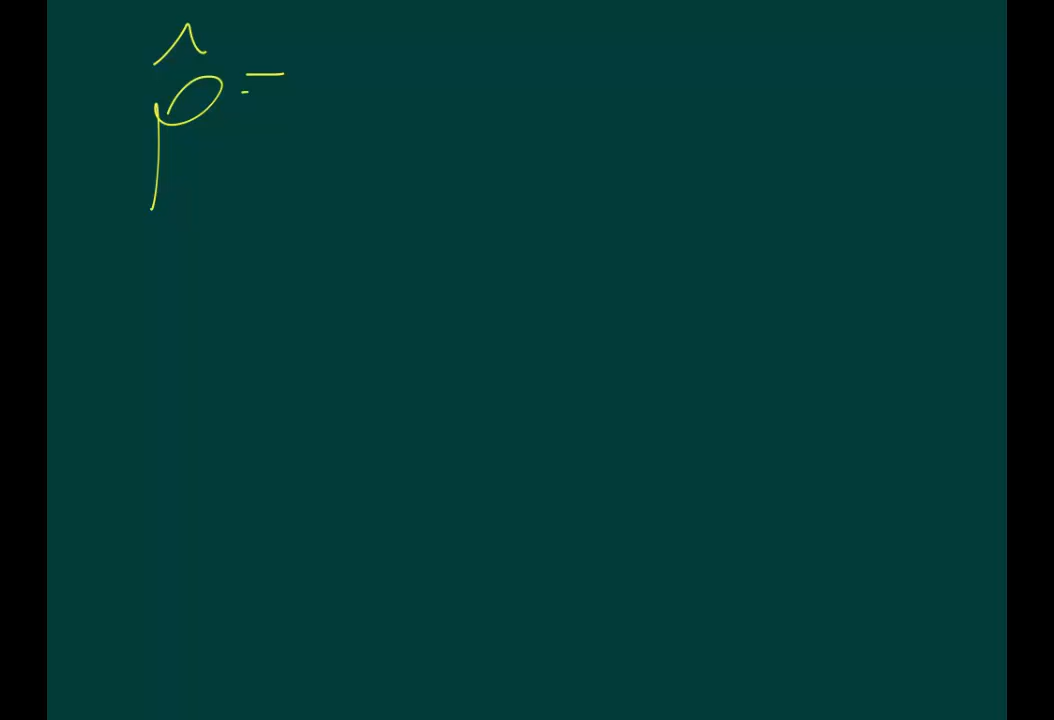 p̂ =